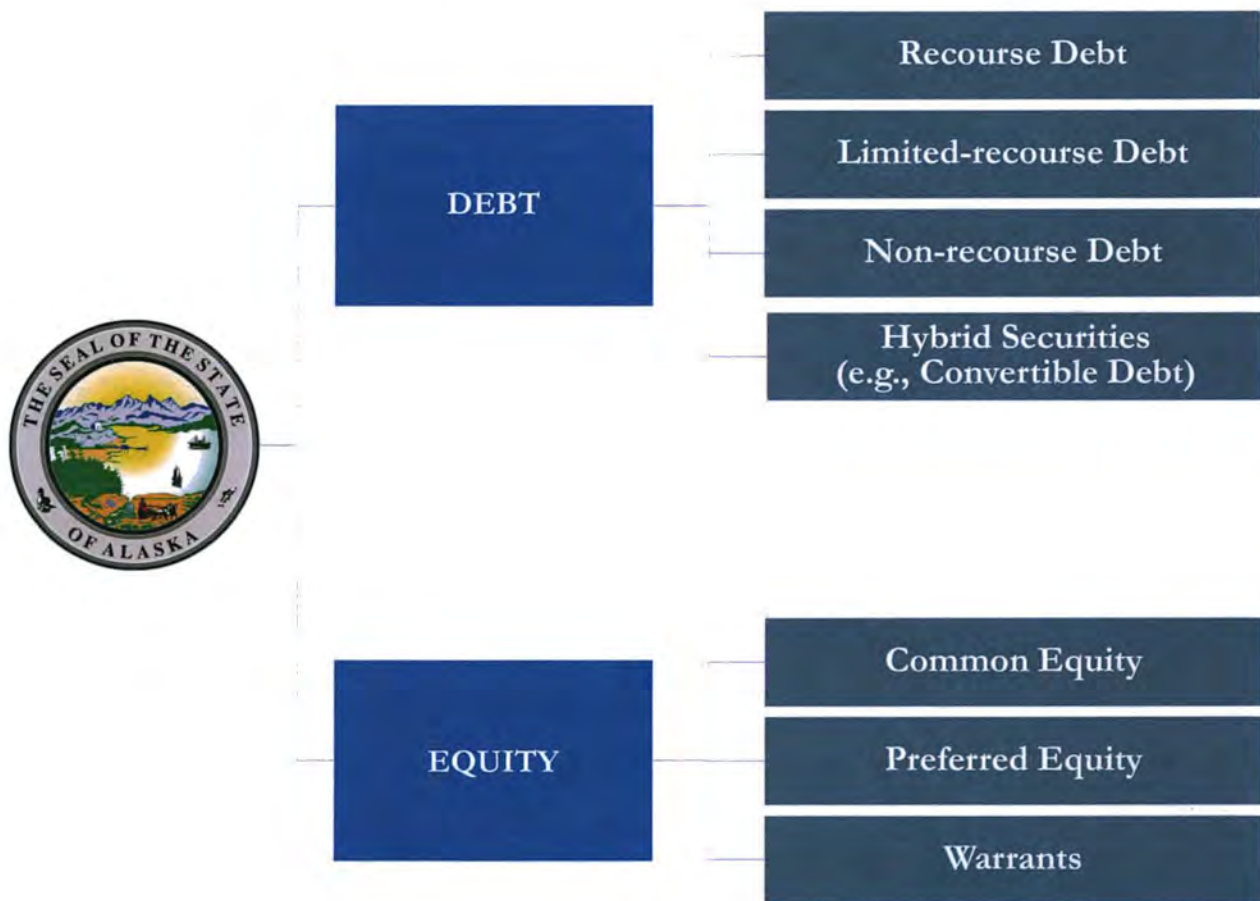 THE SEAL OF THE STATE
OF ALASKA
DEBT
Recourse Debt
Limited-recourse Debt
Non-recourse Debt
Hybrid Securities
(e.g., Convertible Debt)
EQUITY
Common Equity
Preferred Equity
Warrants